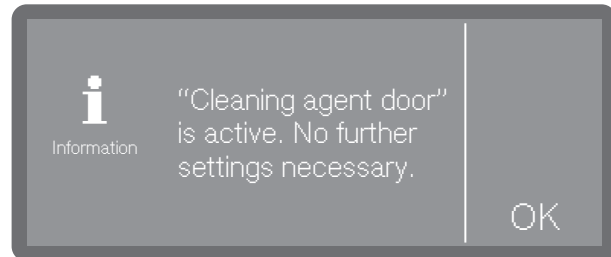 Information
“Cleaning agent door”
is active. No further
settings necessary.
OK